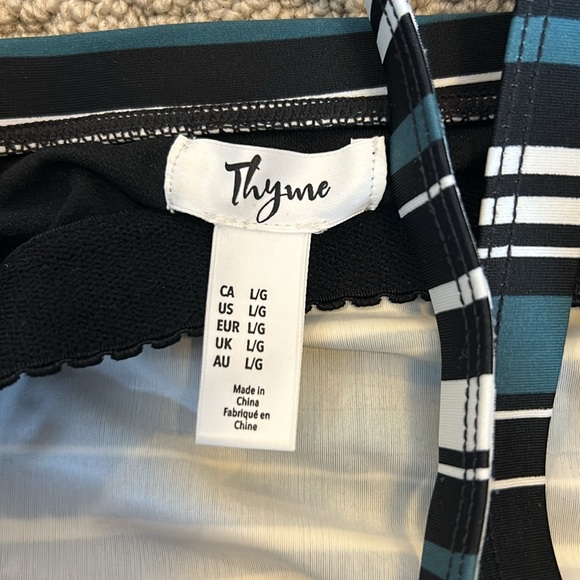 Thyme
CA L/G
US L/G
EUR L/G
UK L/G
AU L/G
Made in
China
Fabriqué en
Chine